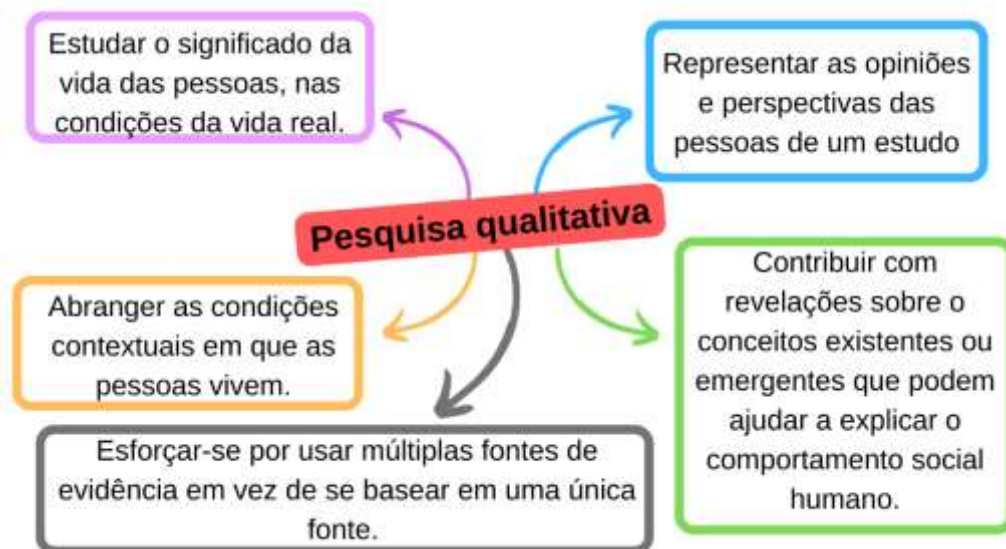 Estudar o significado da
vida das pessoas, nas
condições da vida real.
Representar as opiniões
e perspectivas das
pessoas de um estudo
Pesquisa qualitativa
Abranger as condições
contextuais em que as
pessoas vivem.
Contribuir com
revelações sobre o
conceitos existentes ou
emergentes que podem
ajudar a explicar o
comportamento social
humano.
Esforçar-se por usar múltiplas fontes de
evidência em vez de se basear em uma única
fonte.